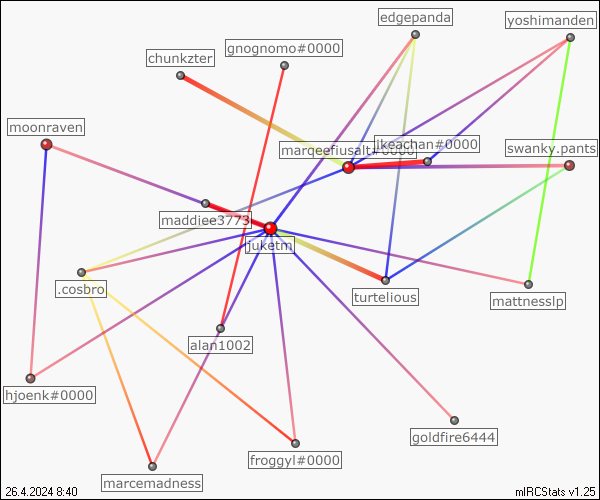 edgepanda
yoshimanden
gnognomo#0000
chunkzter
moonraven
jkeachan#0000
marqeefiusalt#0000
swanky.pants
maddiee3773
juketm
.cosbro
turtelious
mattnesslp
alan1002
hjoenk#0000
goldfire6444
froggyl#0000
marcemadness
26.4.2024 8:40
mIRCStats v1.25